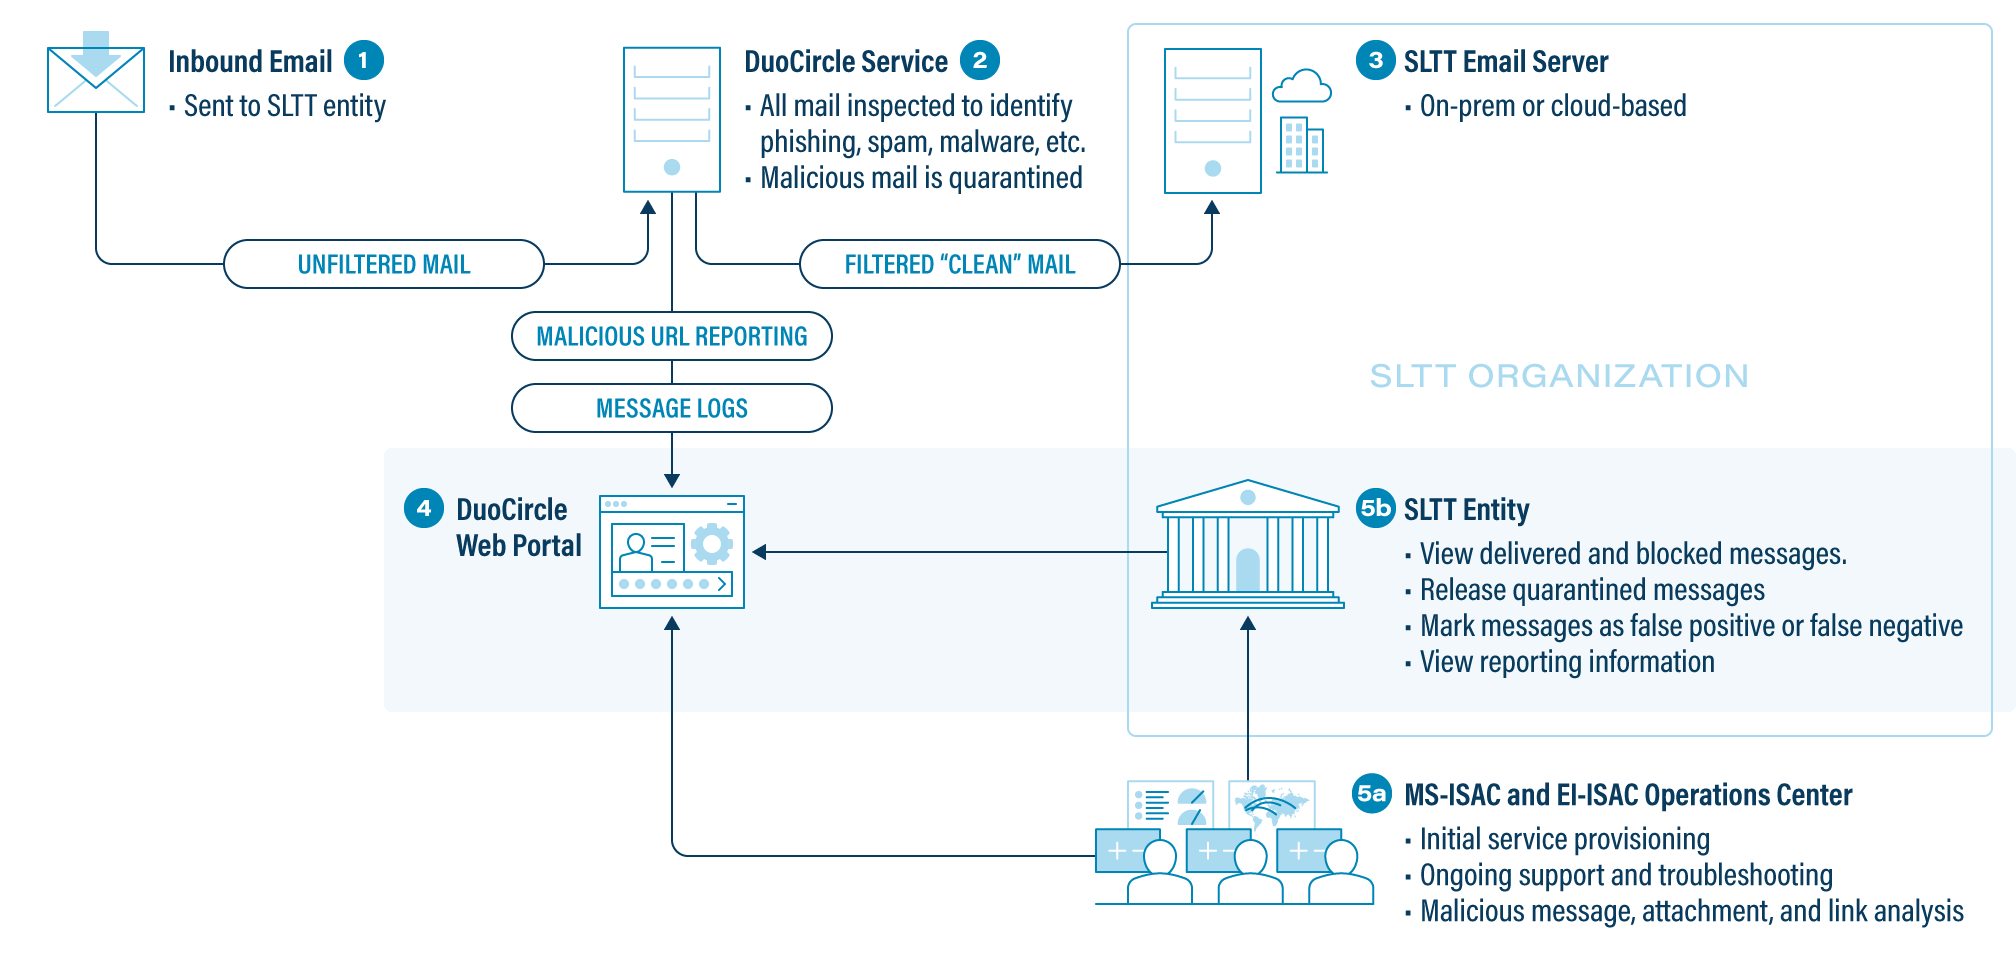 Inbound Email 1
▪ Sent to SLTT entity
DuoCircle Service 2
▪ All mail inspected to identify
phishing, spam, malware, etc.
▪ Malicious mail is quarantined
3 SLTT Email Server
▪ On-prem or cloud-based
UNFILTERED MAIL
FILTERED “CLEAN” MAIL
MALICIOUS URL REPORTING
MESSAGE LOGS
SLTT ORGANIZATION
4 DuoCircle
Web Portal
5b SLTT Entity
▪ View delivered and blocked messages.
▪ Release quarantined messages
▪ Mark messages as false positive or false negative
▪ View reporting information
5a MS-ISAC and EI-ISAC Operations Center
▪ Initial service provisioning
▪ Ongoing support and troubleshooting
▪ Malicious message, attachment, and link analysis